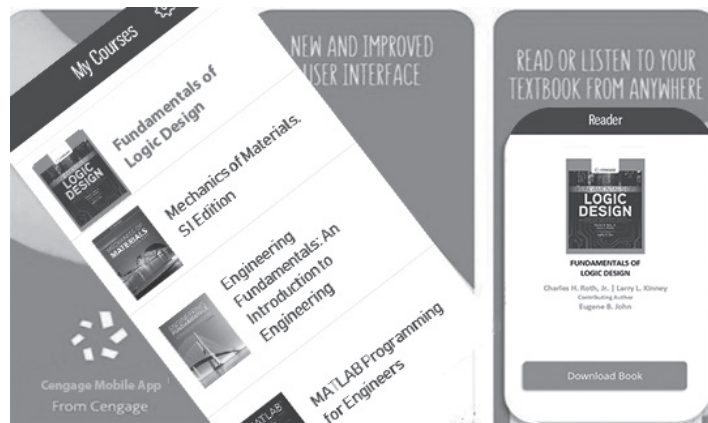 My Courses
Fundamentals of
Logic Design
LOGIC
DESIGN
Mechanics of Materials,
SI Edition
MATERIALS
Engineering
Fundamentals: An
Introduction to
Engineering
MATLAB Programming
for Engineers
MATLAB
Cengage Mobile App
From Cengage
NEW AND IMPROVED
USER INTERFACE
READ OR LISTEN TO YOUR
TEXTBOOK FROM ANYWHERE
Reader
LOGIC
DESIGN
FUNDAMENTALS OF
LOGIC DESIGN
Charles H. Roth, Jr. | Larry L. Kinney
Contributing Author
Eugene B. John
Download Book